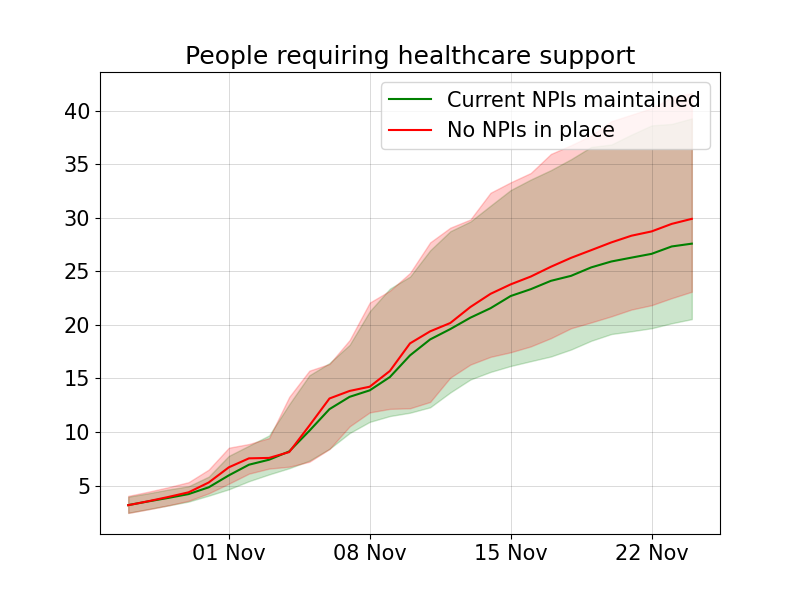 People requiring healthcare support
Current NPIs maintained
No NPIs in place
40
35
30
25
20
15
10
5
01 Nov
08 Nov
15 Nov
22 Nov